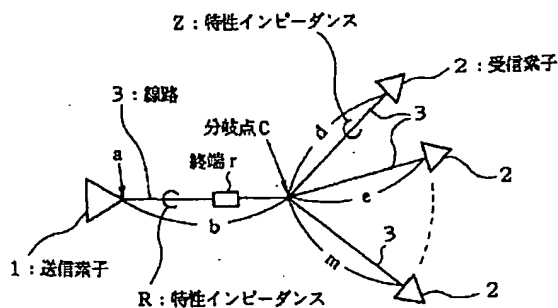 Z:特性インピーダンス
2:受信素子
3:線路
3
d
分岐点C
a
終端r
2
e
b
3
m
1:送信素子
2
R:特性インピーダンス